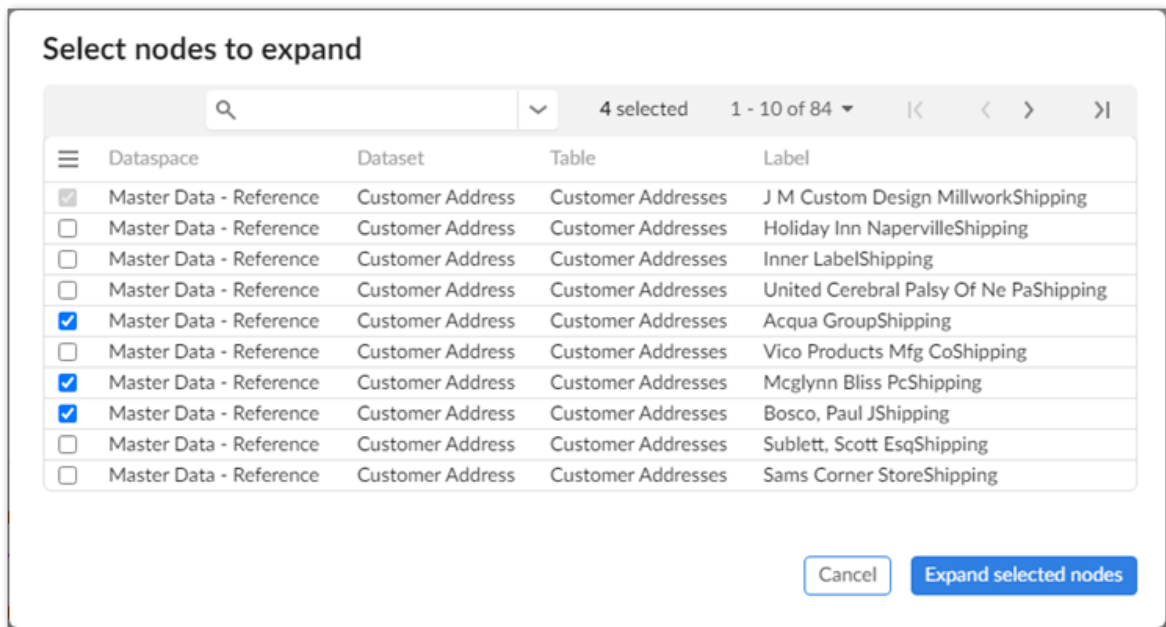 Select nodes to expand
4 selected 1 - 10 of 84
Dataspace Dataset Table Label
Master Data - Reference Customer Address Customer Addresses J M Custom Design MillworkShipping
Master Data - Reference Customer Address Customer Addresses Holiday Inn NapervilleShipping
Master Data - Reference Customer Address Customer Addresses Inner LabelShipping
Master Data - Reference Customer Address Customer Addresses United Cerebral Palsy Of Ne PaShipping
Master Data - Reference Customer Address Customer Addresses Acqua GroupShipping
Master Data - Reference Customer Address Customer Addresses Vico Products Mfg CoShipping
Master Data - Reference Customer Address Customer Addresses Mcglynn Bliss PcShipping
Master Data - Reference Customer Address Customer Addresses Bosco, Paul JShipping
Master Data - Reference Customer Address Customer Addresses Sublett, Scott EsqShipping
Master Data - Reference Customer Address Customer Addresses Sams Corner StoreShipping
Cancel Expand selected nodes